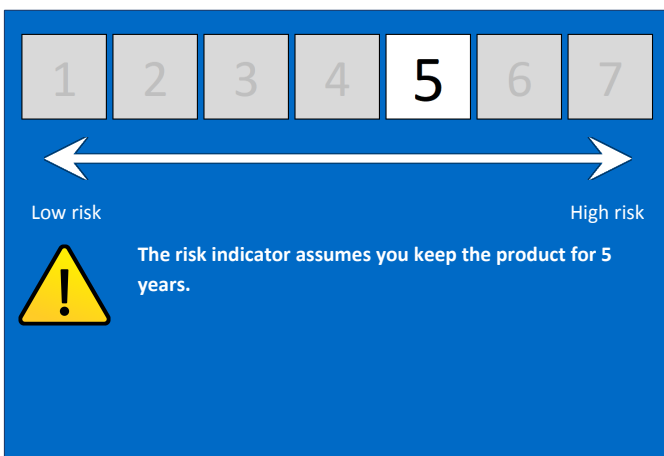 1 2 3 4 5 6 7
Low risk High risk
The risk indicator assumes you keep the product for 5
years.